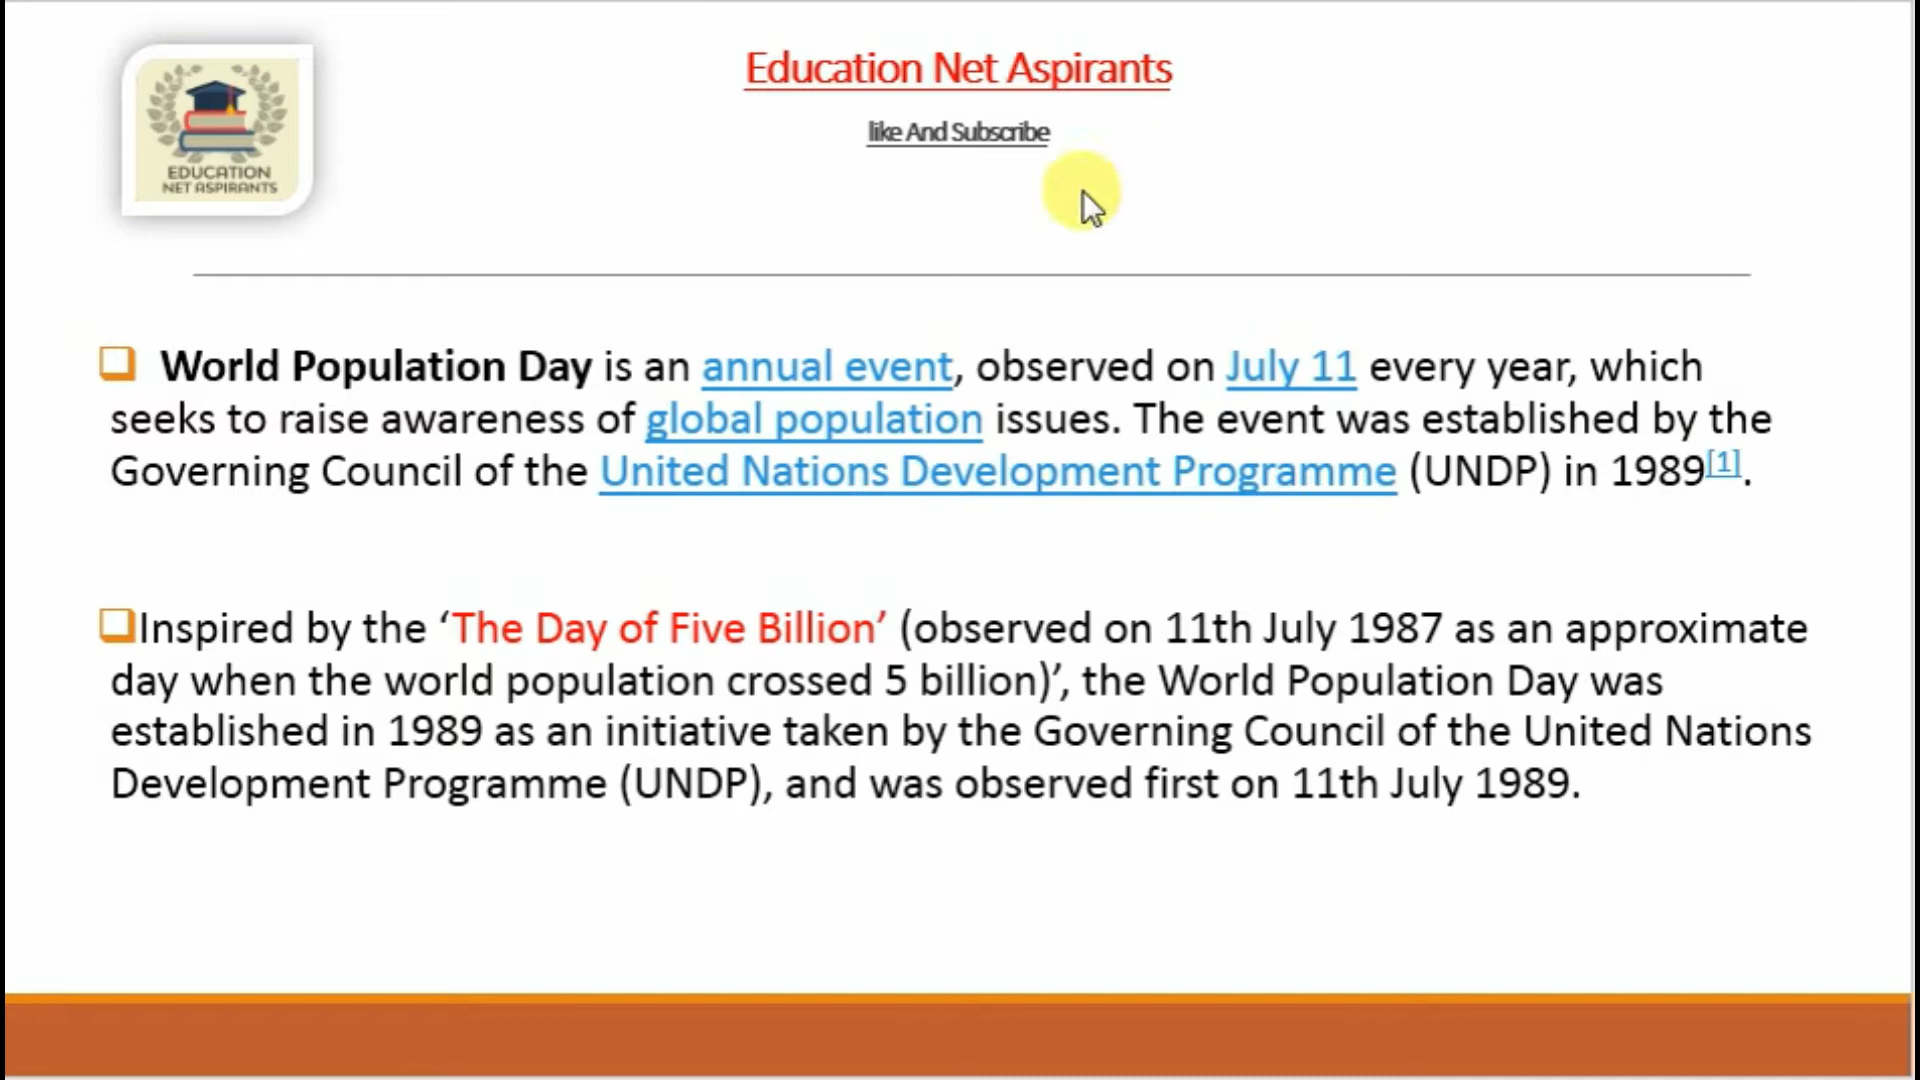 Education Net Aspirants
like And Subscribe
EDUCATION
NET ASPIRANTS
World Population Day is an annual event, observed on July 11 every year, which
seeks to raise awareness of global population issues. The event was established by the
Governing Council of the United Nations Development Programme (UNDP) in 1989[1].
Inspired by the ‘The Day of Five Billion’ (observed on 11th July 1987 as an approximate
day when the world population crossed 5 billion)’, the World Population Day was
established in 1989 as an initiative taken by the Governing Council of the United Nations
Development Programme (UNDP), and was observed first on 11th July 1989.